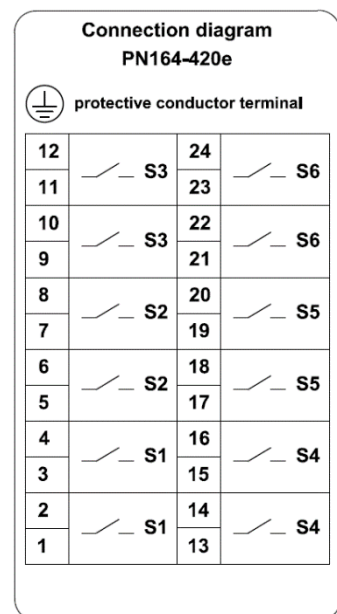 Connection diagram
PN164-420e
protective conductor terminal
12 S3 24 S6
11 23
10 S3 22 S6
9 21
8 S2 20 S5
7 19
6 S2 18 S5
5 17
4 S1 16 S4
3 15
2 S1 14 S4
1 13